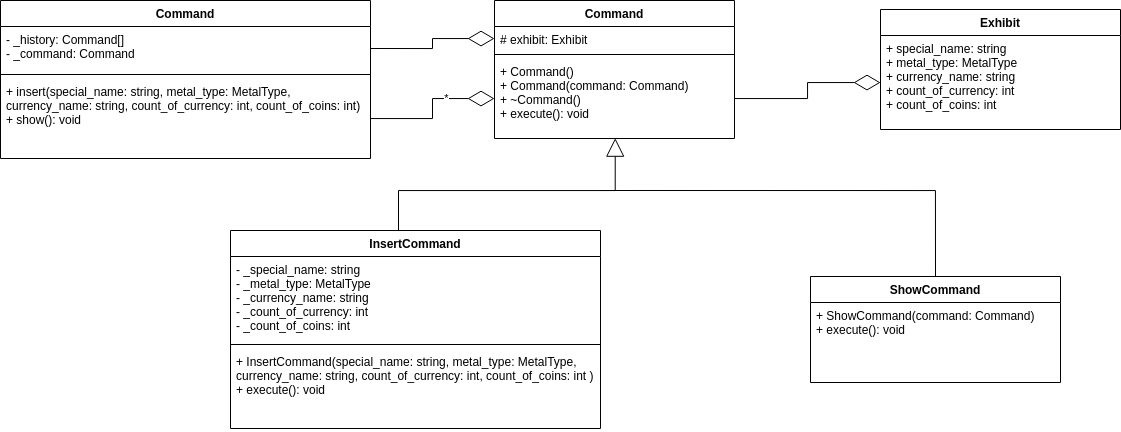 Command
- _history: Command[]
- _command: Command
+ insert(special_name: string, metal_type: MetalType,
currency_name: string, count_of_currency: int, count_of_coins: int)
+ show(): void
*
Command
# exhibit: Exhibit
+ Command()
+ Command(command: Command)
+ ~Command()
+ execute(): void
Exhibit
+ special_name: string
+ metal_type: MetalType
+ currency_name: string
+ count_of_currency: int
+ count_of_coins: int
InsertCommand
- _special_name: string
- _metal_type: MetalType
- _currency_name: string
- _count_of_currency: int
- _count_of_coins: int
+ InsertCommand(special_name: string, metal_type: MetalType,
currency_name: string, count_of_currency: int, count_of_coins: int )
+ execute(): void
ShowCommand
+ ShowCommand(command: Command)
+ execute(): void